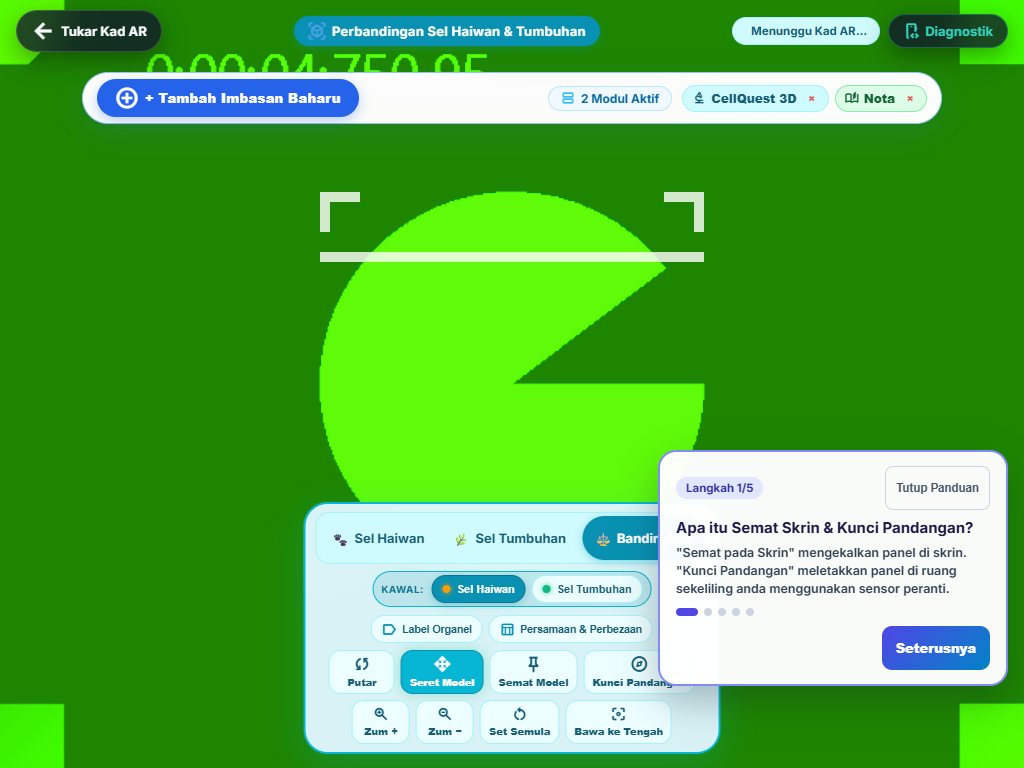 Tukar Kad AR
Perbandingan Sel Haiwan & Tumbuhan
Menunggu Kad AR...
Diagnostik
+ Tambah Imbasan Baharu
2 Modul Aktif
CellQuest 3D ×
Nota ×
Langkah 1/5
Tutup Panduan
Apa itu Semat Skrin & Kunci Pandangan?
"Semat pada Skrin" mengekalkan panel di skrin.
"Kunci Pandangan" meletakkan panel di ruang
sekeliling anda menggunakan sensor peranti.
Seterusnya
Sel Haiwan
Sel Tumbuhan
KAWAL:
Sel Haiwan
Sel Tumbuhan
Label Organel
Persamaan & Perbezaan
Putar
Seret Model
Semat Model
Zum +
Zum −
Set Semula
Bawa ke Tengah